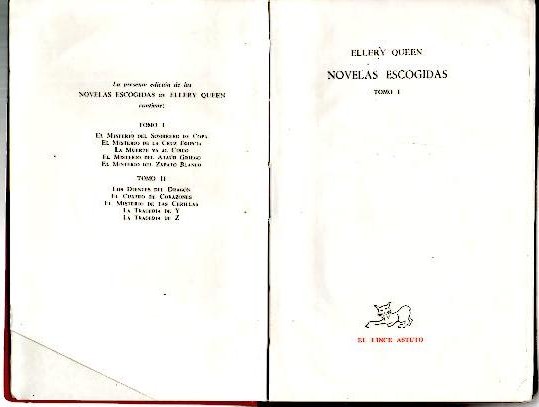 La presente edición de las
NOVELAS ESCOGIDAS DE ELLERY QUEEN
contiene:
TOMO I
EL MISTERIO DEL SOMBRERO DE COPA
EL MISTERIO DE LA CRUZ EGIPCIA
LA MUERTE VA AL CIRCO
EL MISTERIO DEL ATAUD GRIEGO
EL MISTERIO DEL ZAPATO BLANCO
TOMO II
LOS DIENTES DEL DRAGON
EL CUATRO DE CORAZONES
EL MISTERIO DE LAS CERILLAS
LA TRAGEDIA DE Y
LA TRAGEDIA DE Z
ELLERY QUEEN
NOVELAS ESCOGIDAS
TOMO I
EL LINCE ASTUTO